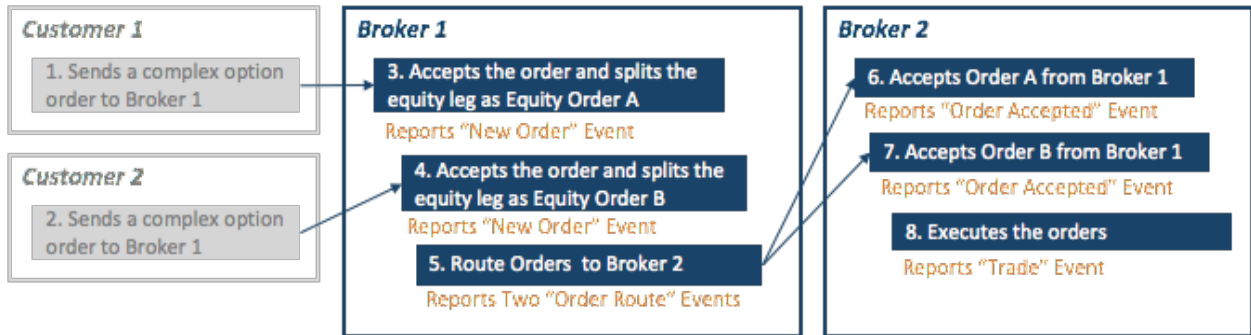 Customer 1
1. Sends a complex option
order to Broker 1
Customer 2
2. Sends a complex option
order to Broker 1
Broker 1
3. Accepts the order and splits the
equity leg as Equity Order A
Reports “New Order” Event
4. Accepts the order and splits the
equity leg as Equity Order B
Reports “New Order” Event
5. Route Orders to Broker 2
Reports Two “Order Route” Events
Broker 2
6. Accepts Order A from Broker 1
Reports “Order Accepted” Event
7. Accepts Order B from Broker 1
Reports “Order Accepted” Event
8. Executes the orders
Reports “Trade” Event